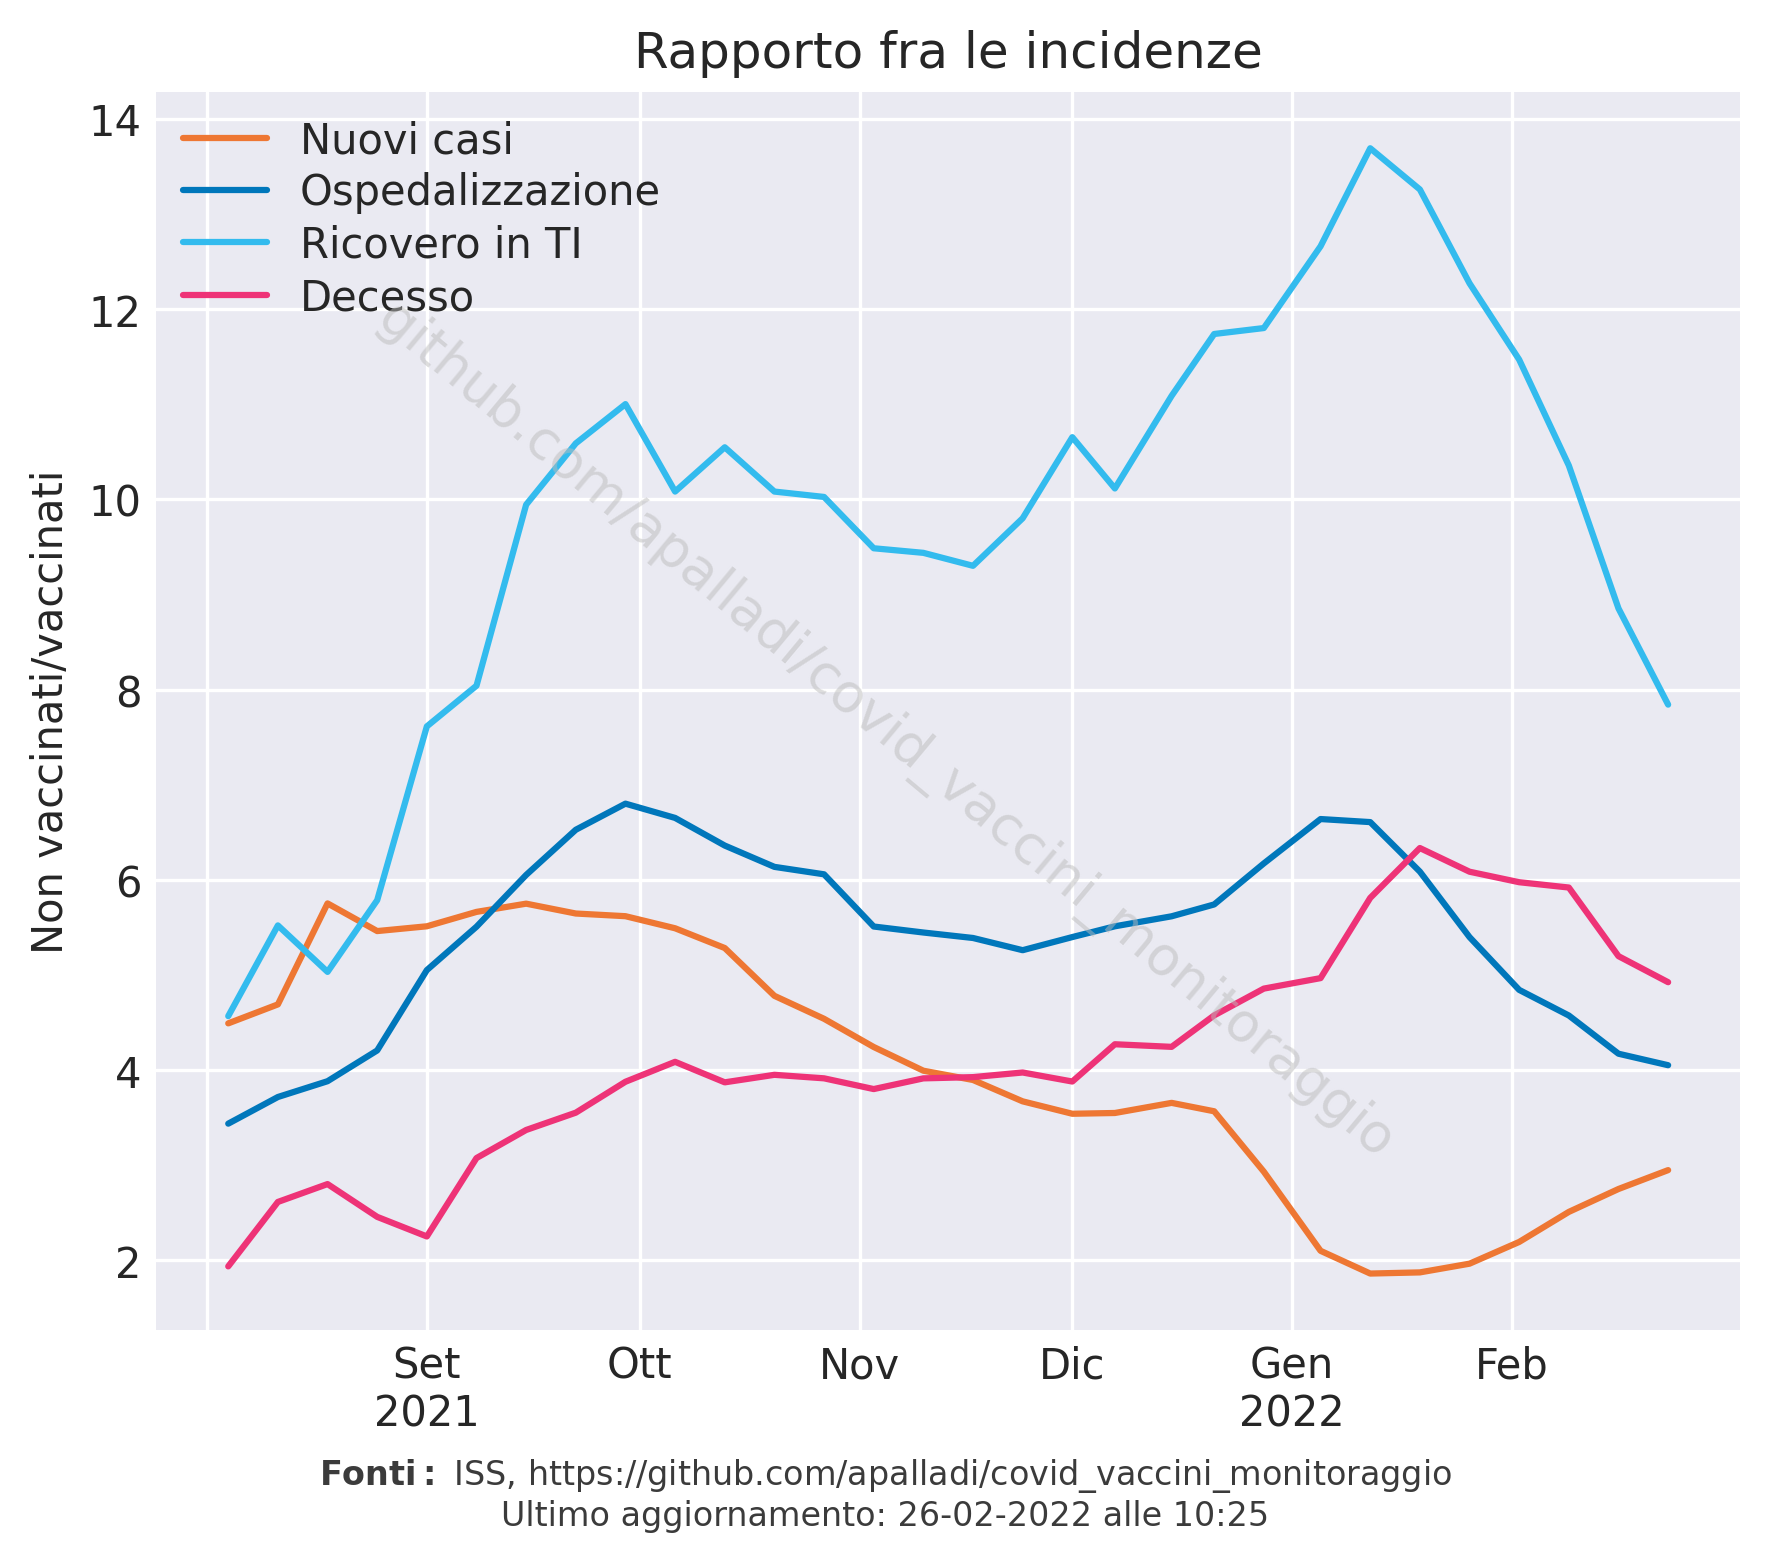 Rapporto fra le incidenze
14
12
10
8
6
4
2
Non vaccinati/vaccinati
Nuovi casi
Ospedalizzazione
Ricovero in TI
Decesso
github.com/apalladi/covid_vaccini_monitoraggio
Set Ott Nov Dic Gen Feb
2021 2022
Fonti: ISS, https://github.com/apalladi/covid_vaccini_monitoraggio
Ultimo aggiornamento: 26-02-2022 alle 10:25